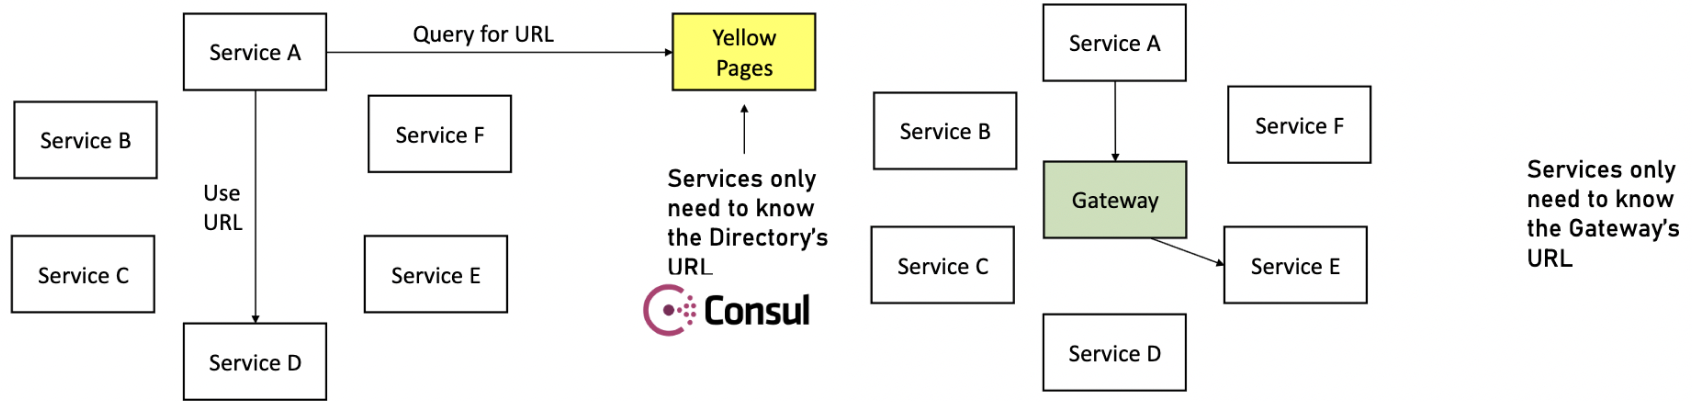 Service A
Query for URL
Yellow
Pages
Service B
Service F
Use
URL
Services only
need to know
the Directory's
URL
Service C
Service E
Consul
Service D
Service A
Service B
Service F
Gateway
Services only
need to know
the Gateway's
URL
Service C
Service E
Service D